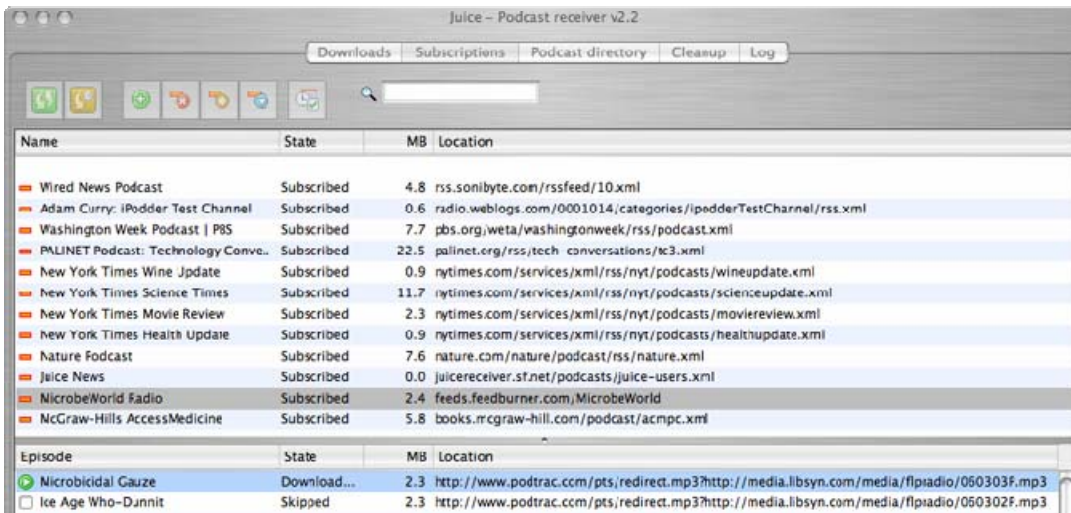 Juice – Podcast receiver v2.2
Downloads Subscriptions Podcast directory Cleanup Log
Name State MB Location
Wired News Podcast Subscribed 4.8 rss.sonibyte.com/rssfeed/10.xml
Adam Curry: iPodder Test Channel Subscribed 0.6 radio.weblogs.com/0001014/categories/ipodderTestChannel/rss.xml
Washington Week Podcast | PBS Subscribed 7.7 pbs.org/weta/washingtonweek/rss/podcast.xml
PALINET Podcast: Technology Conve... Subscribed 22.5 palinet.org/rss/tech-conversations/tc3.xml
New York Times Wine Update Subscribed 0.9 nytimes.com/services/xml/rss/nyt/podcasts/wineupdate.xml
New York Times Science Times Subscribed 11.7 nytimes.com/services/xml/rss/nyt/podcasts/scienceupdate.xml
New York Times Movie Review Subscribed 2.3 nytimes.com/services/xml/rss/nyt/podcasts/moviereview.xml
New York Times Health Update Subscribed 0.9 nytimes.com/services/xml/rss/nyt/podcasts/healthupdate.xml
Nature Podcast Subscribed 7.6 nature.com/nature/podcast/rss/nature.xml
Juice News Subscribed 0.0 juicereceiver.sf.net/podcasts/juice-users.xml
MicrobeWorld Radio Subscribed 2.4 feeds.feedburner.com/MicrobeWorld
McGraw-Hills AccessMedicine Subscribed 5.8 books.mcgraw-hill.com/podcast/acmpc.xml
Episode State MB Location
Microbicidal Gauze Download... 2.3 http://www.podtrac.com/pts/redirect.mp3?http://media.libsyn.com/media/flpradio/060303F.mp3
Ice Age Who-Dunnit Skipped 2.3 http://www.podtrac.com/pts/redirect.mp3?http://media.libsyn.com/media/flpradio/060302F.mp3